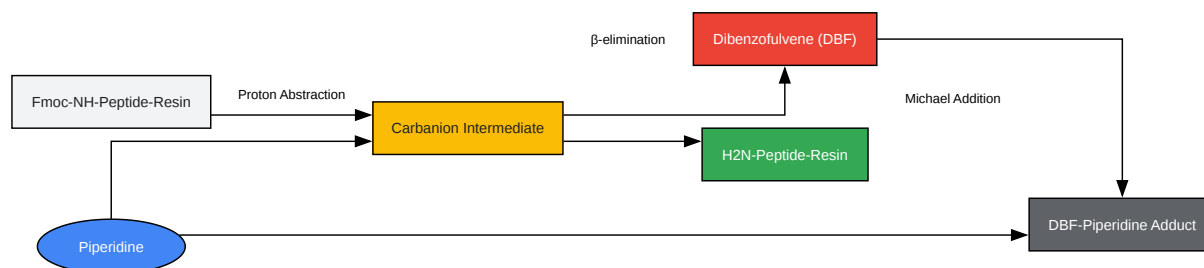 Dibenzofulvene (DBF)
β-elimination
Fmoc-NH-Peptide-Resin
Proton Abstraction
Michael Addition
Carbanion Intermediate
H2N-Peptide-Resin
DBF-Piperidine Adduct
Piperidine